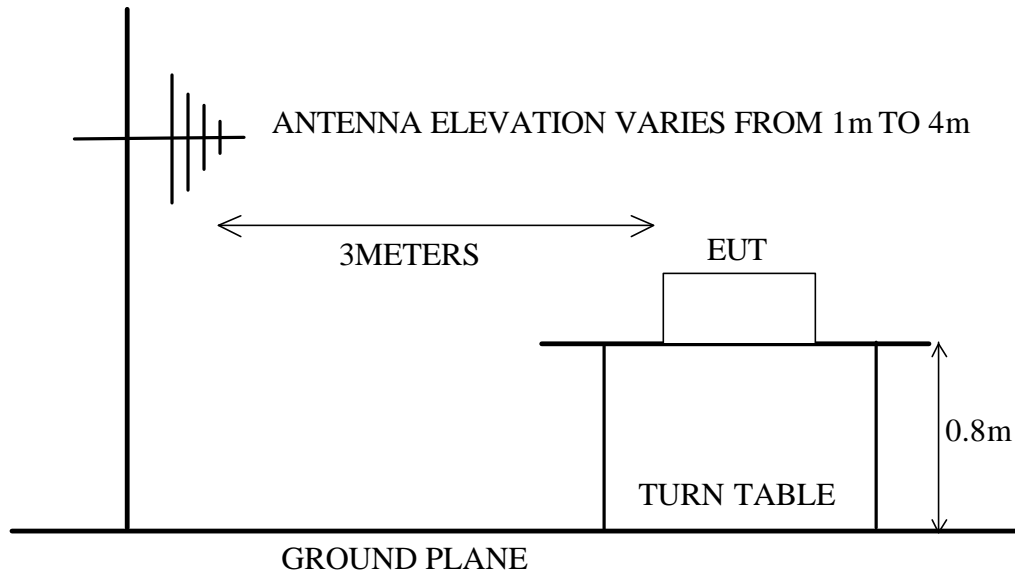 ANTENNA ELEVATION VARIES FROM 1m TO 4m
3METERS
EUT
0.8m
TURN TABLE
GROUND PLANE